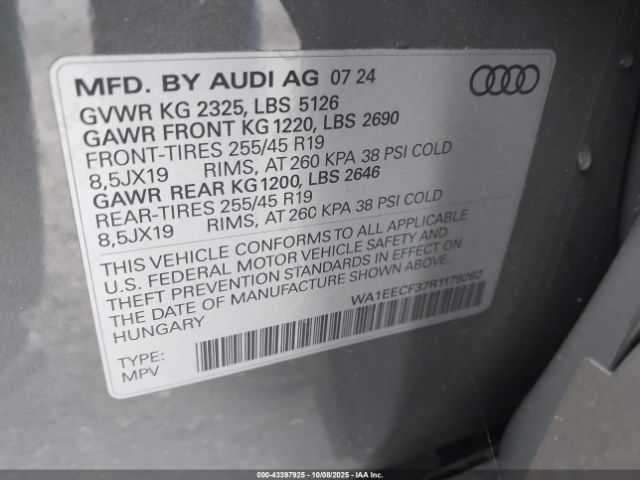 MFD. BY AUDI AG 07 24
GVWR KG 2325, LBS 5126
GAWR FRONT KG 1220, LBS 2690
FRONT-TIRES 255/45 R19
8,5JX19 RIMS, AT 260 KPA 38 PSI COLD
GAWR REAR KG 1200, LBS 2646
REAR-TIRES 255/45 R19
8,5JX19 RIMS, AT 260 KPA 38 PSI COLD
THIS VEHICLE CONFORMS TO ALL APPLICABLE
U.S. FEDERAL MOTOR VEHICLE SAFETY AND
THEFT PREVENTION STANDARDS IN EFFECT ON
THE DATE OF MANUFACTURE SHOWN ABOVE.
HUNGARY
WA1EECF37R1179262
TYPE:
MPV
000-43397925 - 10/08/2025 - IAA Inc.